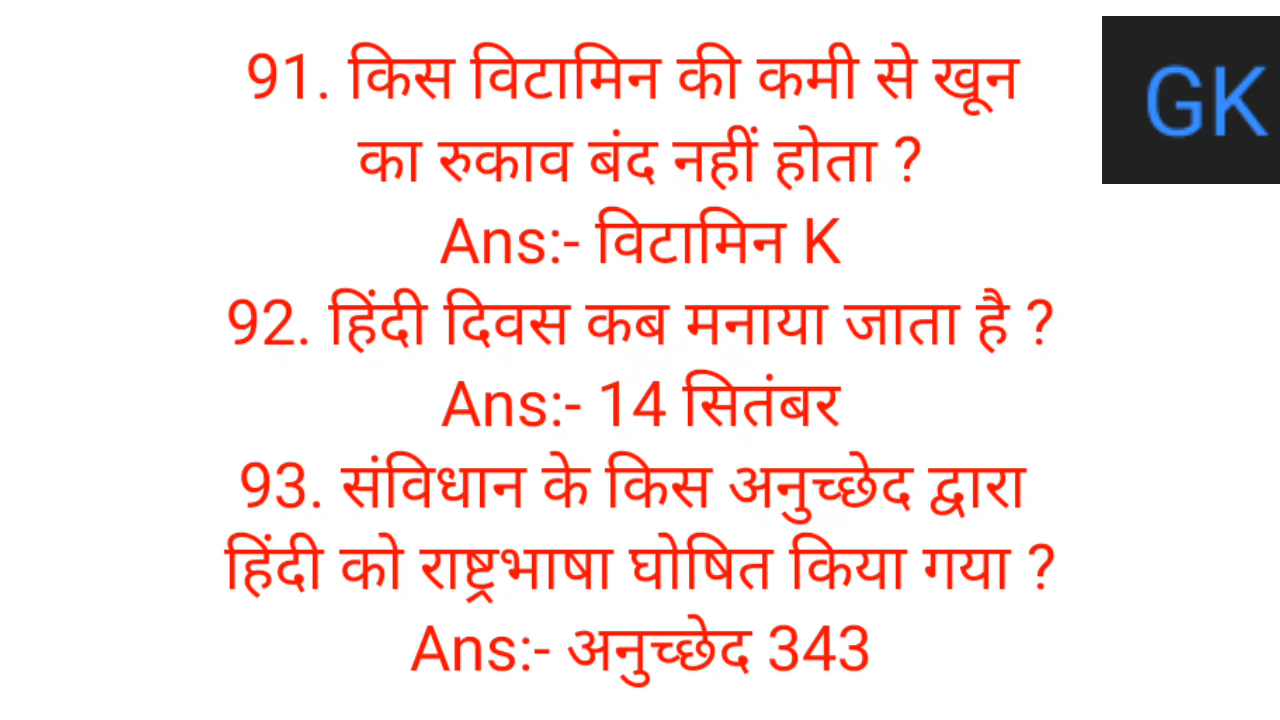 91. किस विटामिन की कमी से खून
का रुकाव बंद नहीं होता ?
Ans:- विटामिन K
92. हिंदी दिवस कब मनाया जाता है ?
Ans:- 14 सितंबर
93. संविधान के किस अनुच्छेद द्वारा
हिंदी को राष्ट्रभाषा घोषित किया गया ?
Ans:- अनुच्छेद 343
GK